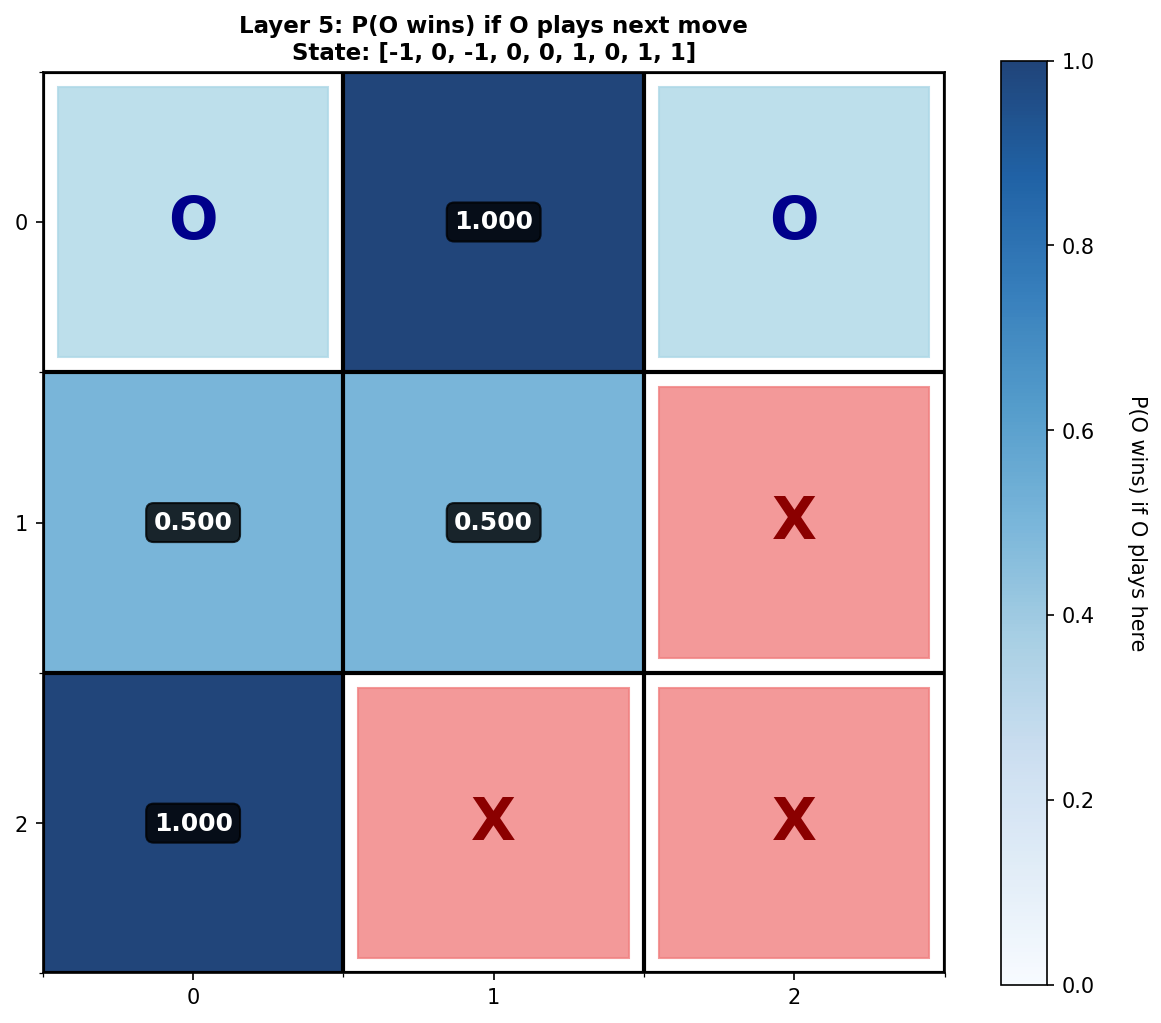 Layer 5: P(O wins) if O plays next move
State: [-1, 0, -1, 0, 0, 1, 0, 1, 1]
0
O
1.000
O
1
0.500
0.500
X
2
1.000
X
X
0
1
2
1.0
0.8
0.6
0.4
0.2
0.0
P(O wins) if O plays here